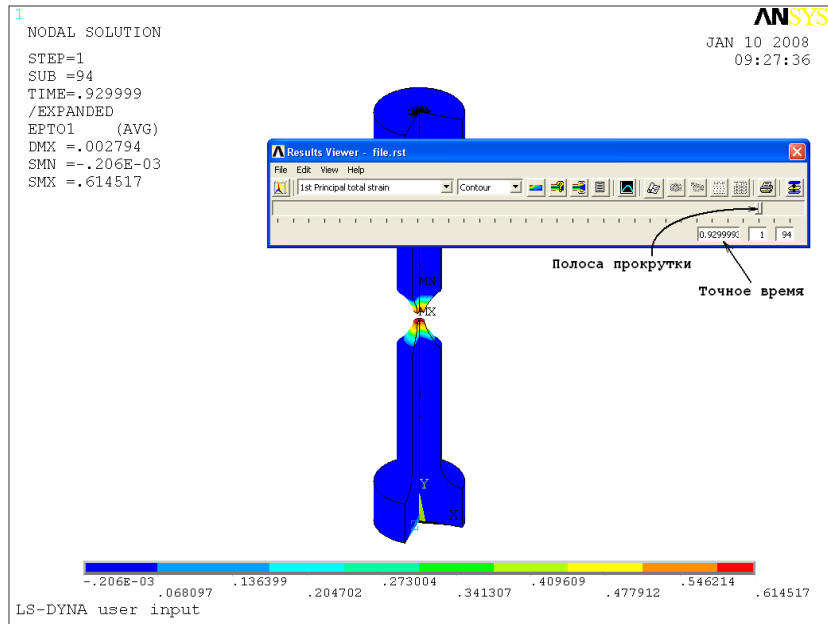 1
NODAL SOLUTION
STEP=1
SUB =94
TIME=.929999
/EXPANDED
EPTO1 (AVG)
DMX =.002794
SMN =-.206E-03
SMX =.614517
ANSYS
JAN 10 2008
09:27:36
Results Viewer - file.rst
File Edit View Help
1st Principal total strain Contour
0.9299993 1 94
Полоса прокрутки
Точное время
MN
MX
Y
Z X
-.206E-03 .136399 .273004 .409609 .546214
.068097 .204702 .341307 .477912 .614517
LS-DYNA user input